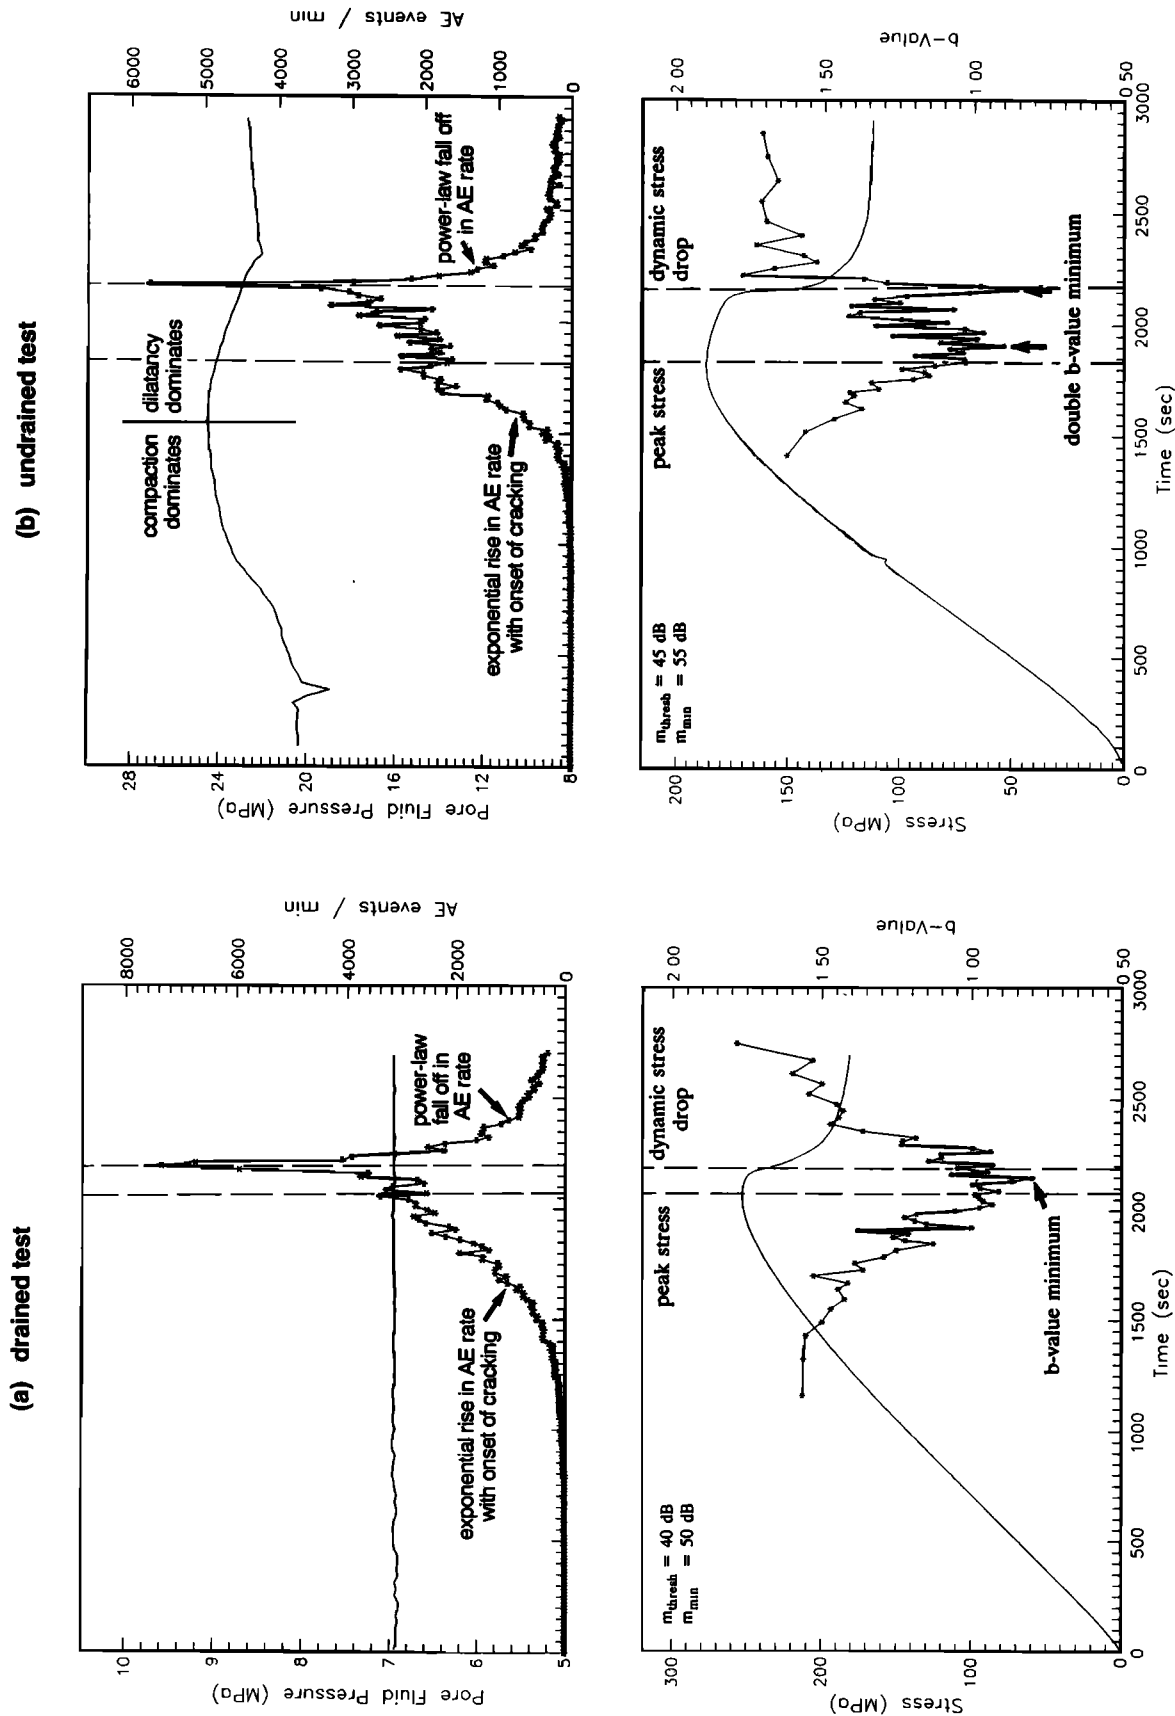 (a) drained test
10
9
8
7
6
5
Pore Fluid Pressure (MPa)
8000
6000
4000
2000
0
AE events / min
exponential rise in AE rate
with onset of cracking
power-law
fall off in
AE rate
300
200
100
0
Stress (MPa)
2 00
1 50
1 00
0 50
b-Value
m thresh = 40 dB
m min = 50 dB
peak stress
dynamic stress
drop
b-value minimum
0
500
1000
1500
2000
2500
3000
Time (sec)
(b) undrained test
28
24
20
16
12
8
Pore Fluid Pressure (MPa)
6000
5000
4000
3000
2000
1000
0
AE events / min
compaction
dominates
dilatancy
dominates
exponential rise in AE rate
with onset of cracking
power-law fall off
in AE rate
200
150
100
50
0
Stress (MPa)
2 00
1 50
1 00
0 50
b-Value
m thresh = 45 dB
m min = 55 dB
peak stress
dynamic stress
drop
double b-value minimum
0
500
1000
1500
2000
2500
3000
Time (sec)